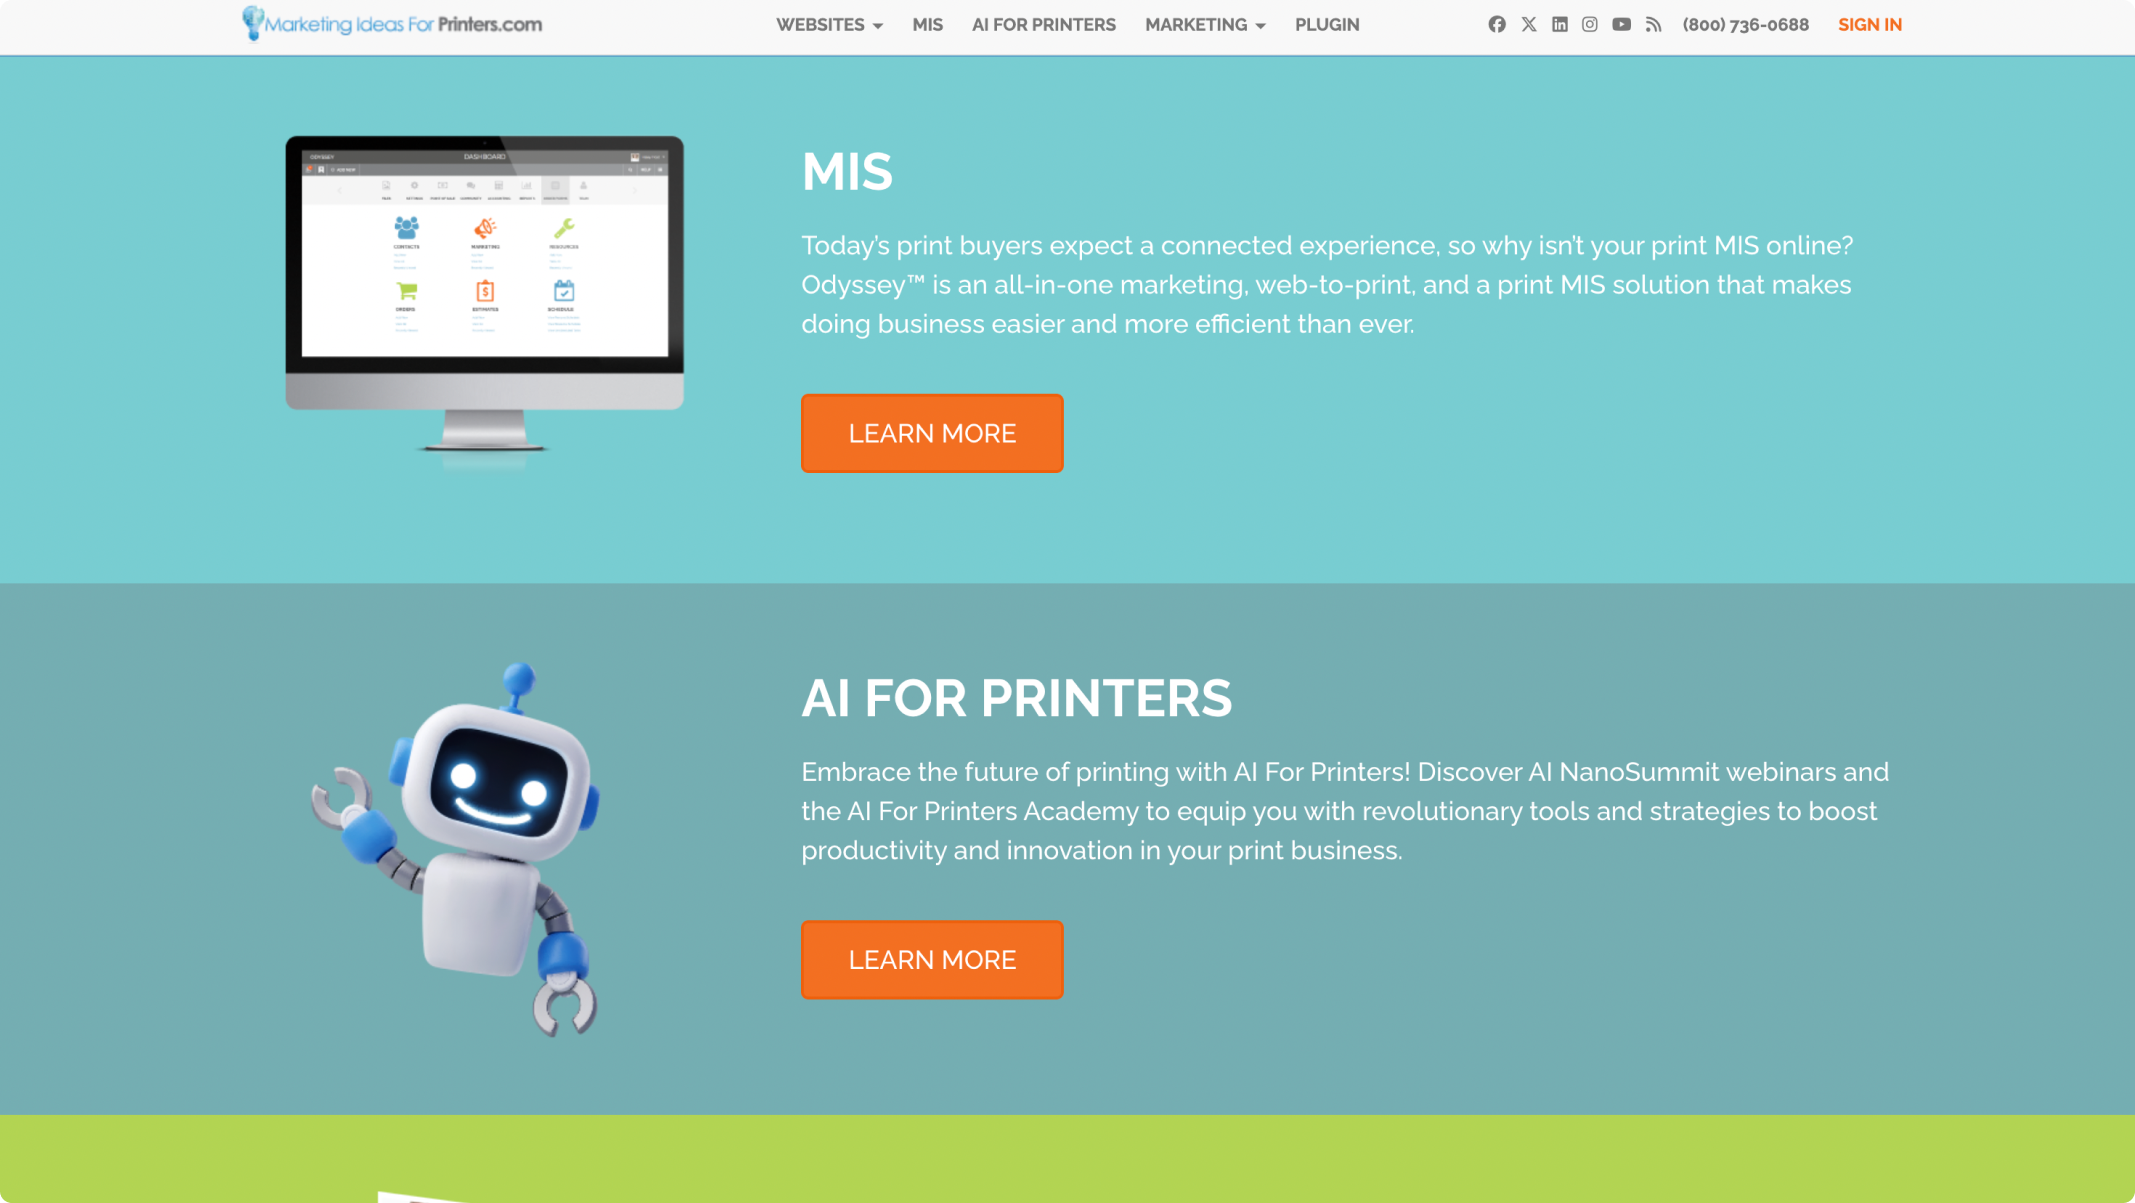 Marketing Ideas For Printers.com
WEBSITES MIS AI FOR PRINTERS MARKETING PLUGIN (800) 736-0688 SIGN IN
ODYSSEY DASHBOARD
CONTACTS MARKETING RESOURCES
ORDERS ESTIMATES SCHEDULE
MIS
Today’s print buyers expect a connected experience, so why isn’t your print MIS online?
Odyssey™ is an all-in-one marketing, web-to-print, and a print MIS solution that makes
doing business easier and more efficient than ever.
LEARN MORE
AI FOR PRINTERS
Embrace the future of printing with AI For Printers! Discover AI NanoSummit webinars and
the AI For Printers Academy to equip you with revolutionary tools and strategies to boost
productivity and innovation in your print business.
LEARN MORE